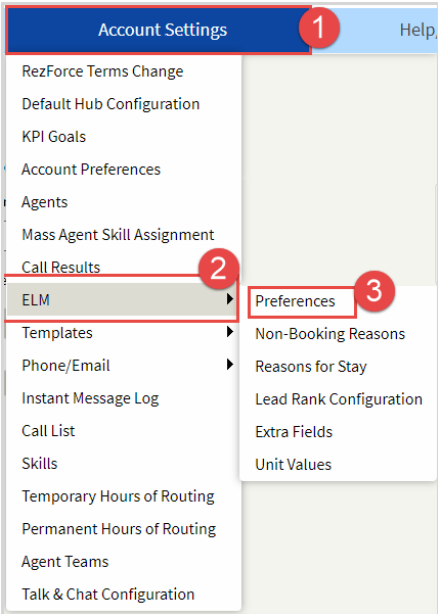 Account Settings
1
Help
RezForce Terms Change
Default Hub Configuration
KPI Goals
Account Preferences
Agents
Mass Agent Skill Assignment
Call Results
2
ELM
Preferences
3
Templates
Non-Booking Reasons
Phone/Email
Reasons for Stay
Instant Message Log
Lead Rank Configuration
Call List
Extra Fields
Skills
Unit Values
Temporary Hours of Routing
Permanent Hours of Routing
Agent Teams
Talk & Chat Configuration